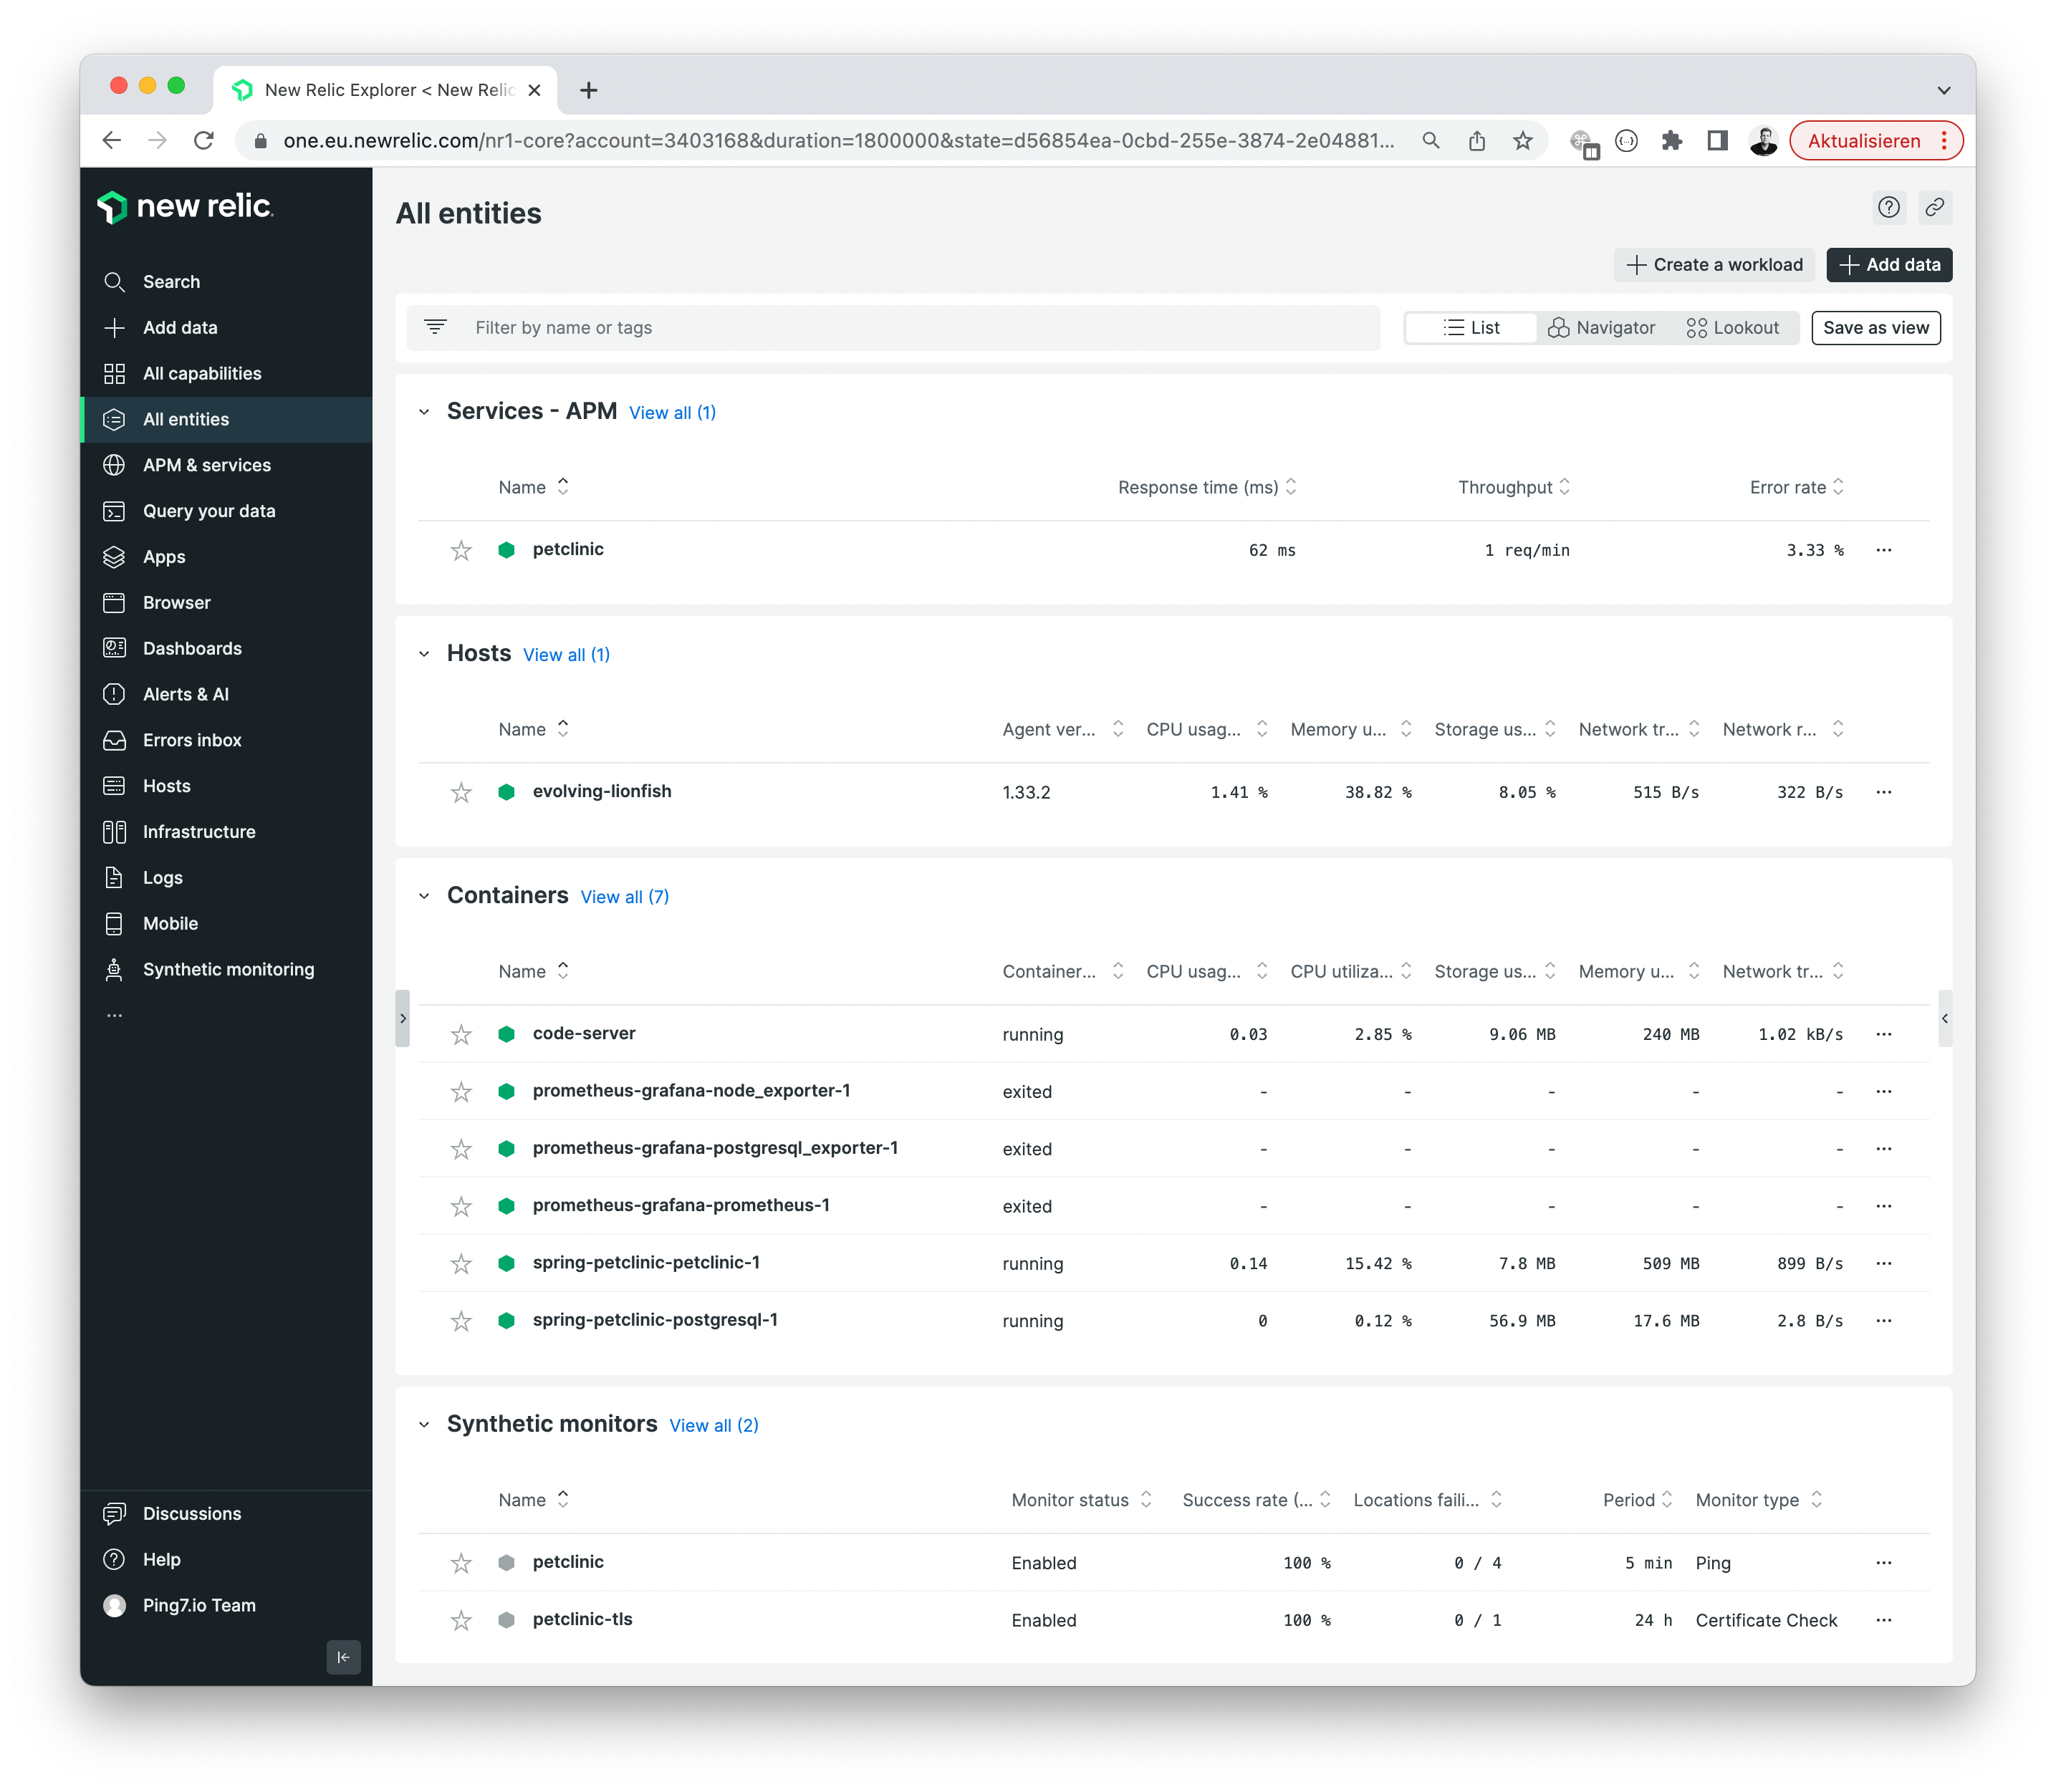 New Relic Explorer < New Relic
one.eu.newrelic.com/nr1-core?account=3403168&duration=1800000&state=d56854ea-0cbd-255e-3874-2e04881...
Aktualisieren
new relic.
Search
Add data
All capabilities
All entities
APM & services
Query your data
Apps
Browser
Dashboards
Alerts & AI
Errors inbox
Hosts
Infrastructure
Logs
Mobile
Synthetic monitoring
...
Discussions
Help
Ping7.io Team
All entities
Create a workload
Add data
Filter by name or tags
List Navigator Lookout Save as view
Services - APM View all (1)
Name Response time (ms) Throughput Error rate
petclinic 62 ms 1 req/min 3.33 % ...
Hosts View all (1)
Name Agent ver... CPU usag... Memory u... Storage us... Network tr... Network r...
evolving-lionfish 1.33.2 1.41 % 38.82 % 8.05 % 515 B/s 322 B/s ...
Containers View all (7)
Name Container... CPU usag... CPU utiliza... Storage us... Memory u... Network tr...
code-server running 0.03 2.85 % 9.06 MB 240 MB 1.02 kB/s ...
prometheus-grafana-node_exporter-1 exited - - - - - ...
prometheus-grafana-postgresql_exporter-1 exited - - - - - ...
prometheus-grafana-prometheus-1 exited - - - - - ...
spring-petclinic-petclinic-1 running 0.14 15.42 % 7.8 MB 509 MB 899 B/s ...
spring-petclinic-postgresql-1 running 0 0.12 % 56.9 MB 17.6 MB 2.8 B/s ...
Synthetic monitors View all (2)
Name Monitor status Success rate (... Locations faili... Period Monitor type
petclinic Enabled 100 % 0 / 4 5 min Ping ...
petclinic-tls Enabled 100 % 0 / 1 24 h Certificate Check ...